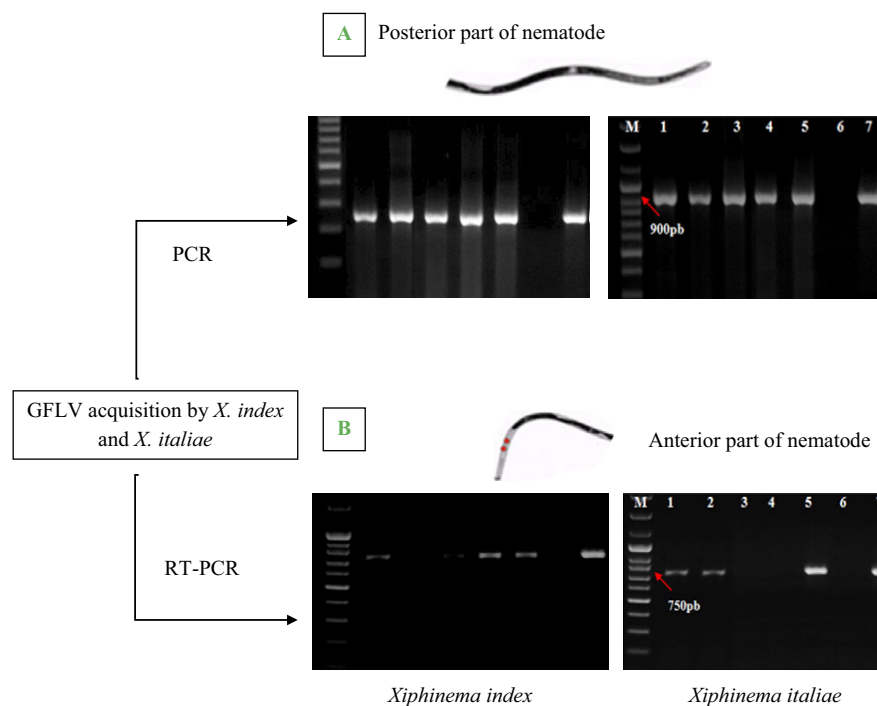 A Posterior part of nematode
M 1 2 3 4 5 6 7
900pb
PCR
GFLV acquisition by X. index
and X. italiae
B
Anterior part of nematode
M 1 2 3 4 5 6
750pb
RT-PCR
Xiphinema index
Xiphinema italiae